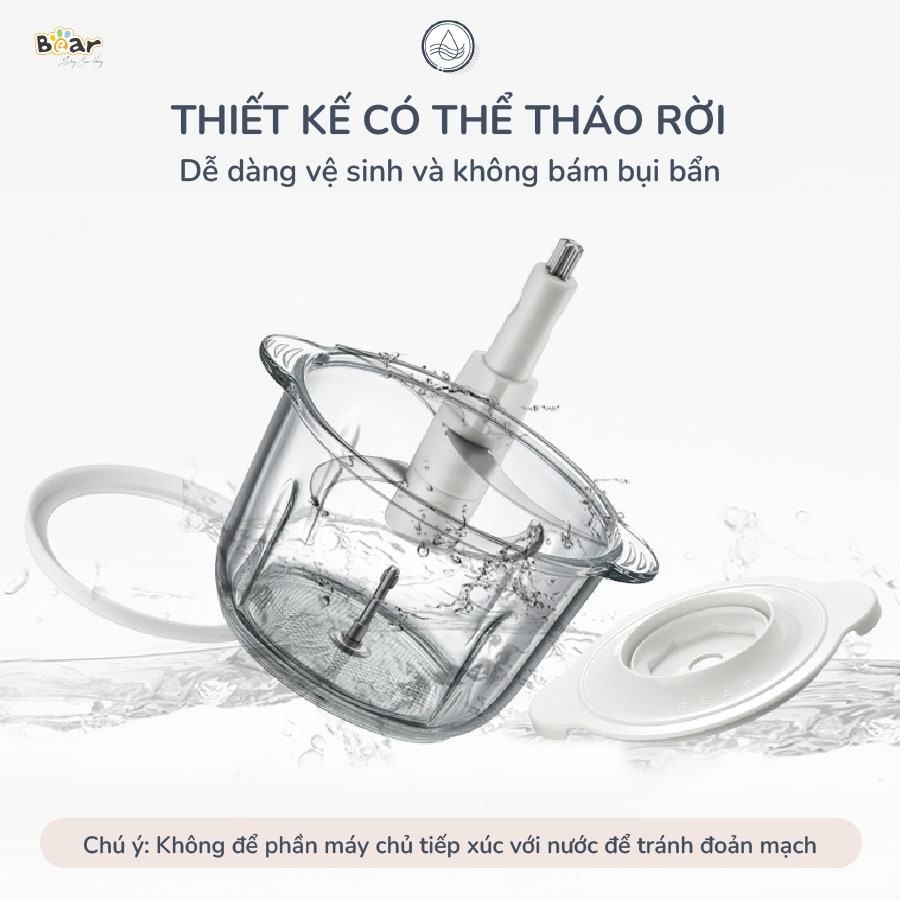 Bear
THIẾT KẾ CÓ THỂ THÁO RỜI
Dễ dàng vệ sinh và không bám bụi bẩn
BEAR
Chú ý: Không để phần máy chủ tiếp xúc với nước để tránh đoản mạch